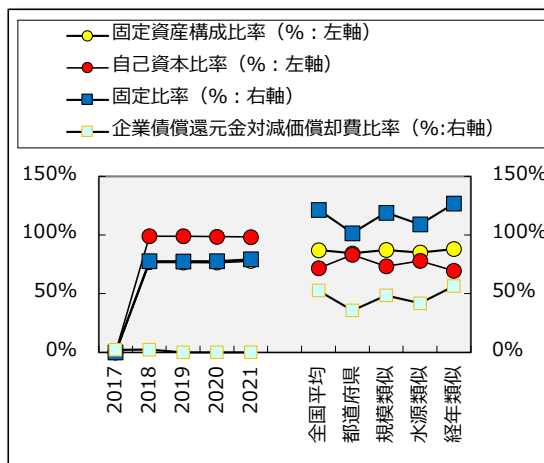 固定資産構成比率（%：左軸）
自己資本比率（%：左軸）
固定比率（%：右軸）
企業債償還元金対減価償却費比率（%:右軸）
150% 150%
100% 100%
50% 50%
0% 0%
2017 2018 2019 2020 2021 全国平均 都道府県 規模類似 水源類似 経年類似